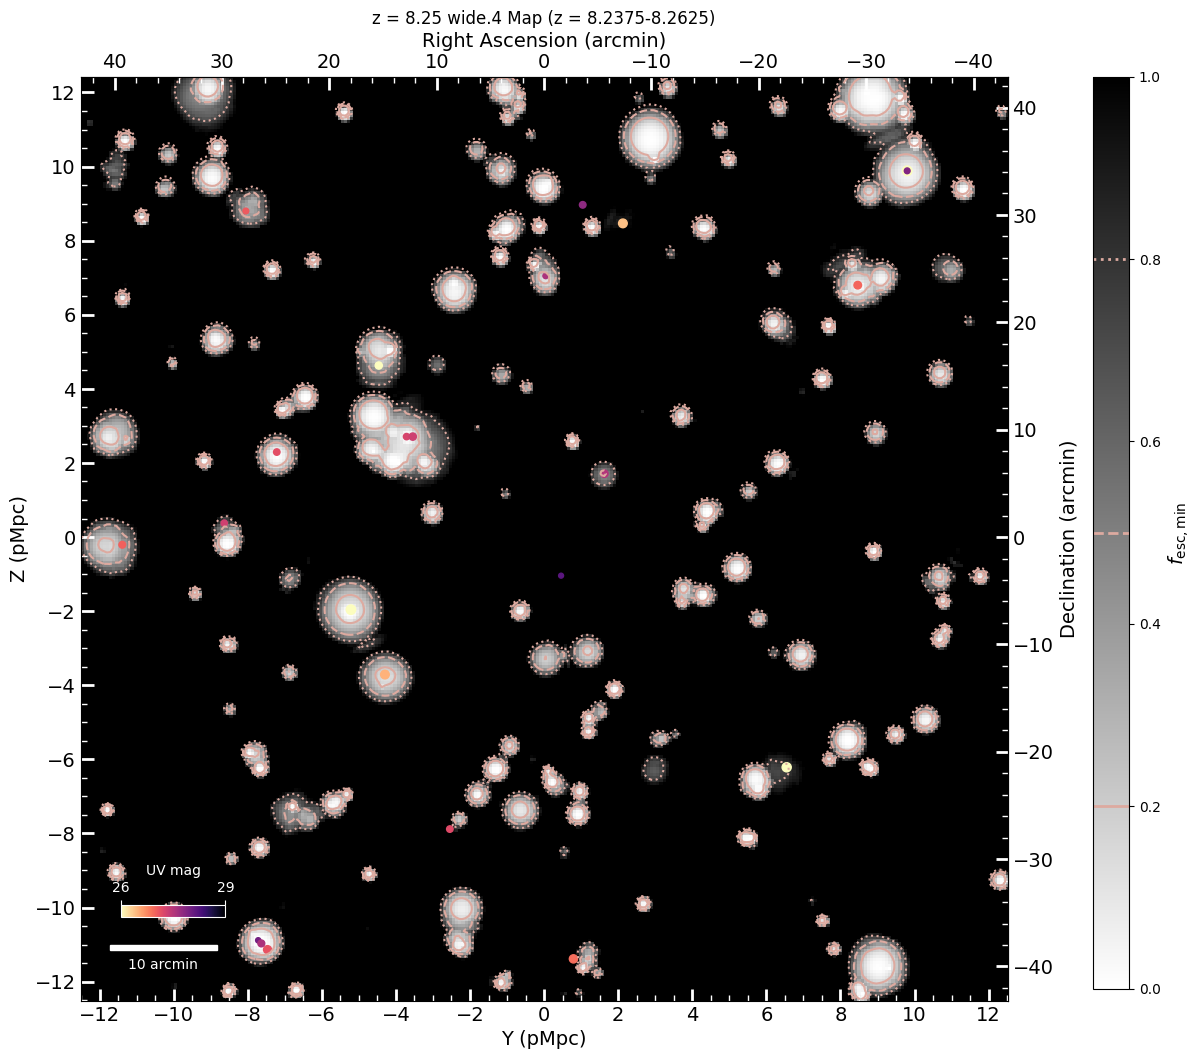 z = 8.25 wide.4 Map (z = 8.2375-8.2625)
Right Ascension (arcmin)
40 30 20 10 0 −10 −20 −30 −40
12 10 8 6 4 2 0 −2 −4 −6 −8 −10 −12
Z (pMpc)
40 30 20 10 0 −10 −20 −30 −40
Declination (arcmin)
1.0 0.8 0.6 0.4 0.2 0.0
f_esc,min
UV mag
26 29
10 arcmin
−12 −10 −8 −6 −4 −2 0 2 4 6 8 10 12
Y (pMpc)